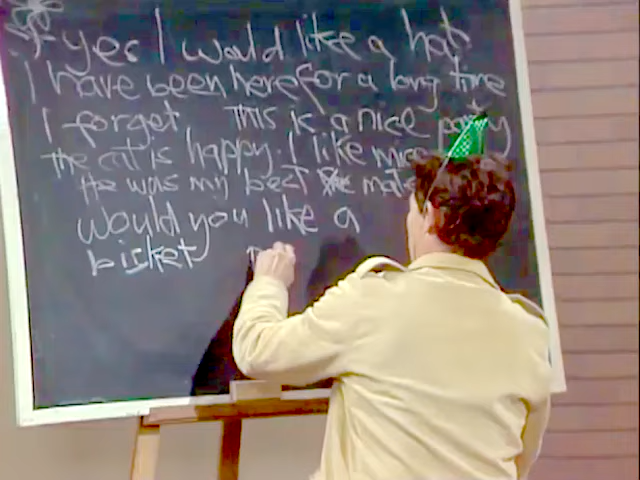 yes I would like a hat
I have been here for a long time
I forget This is a nice party
The cat is happy. I like mice
He was my best mate
would you like a
bisket